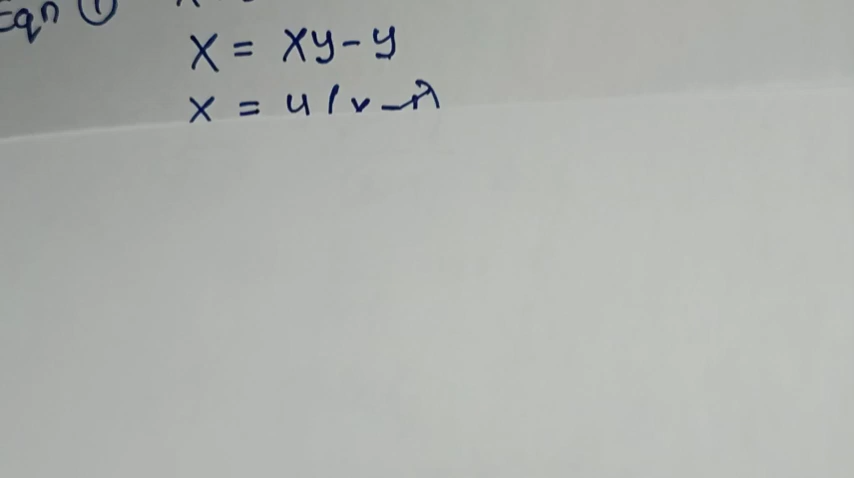 Eqn ①
X = Xy - y
X = y (x -